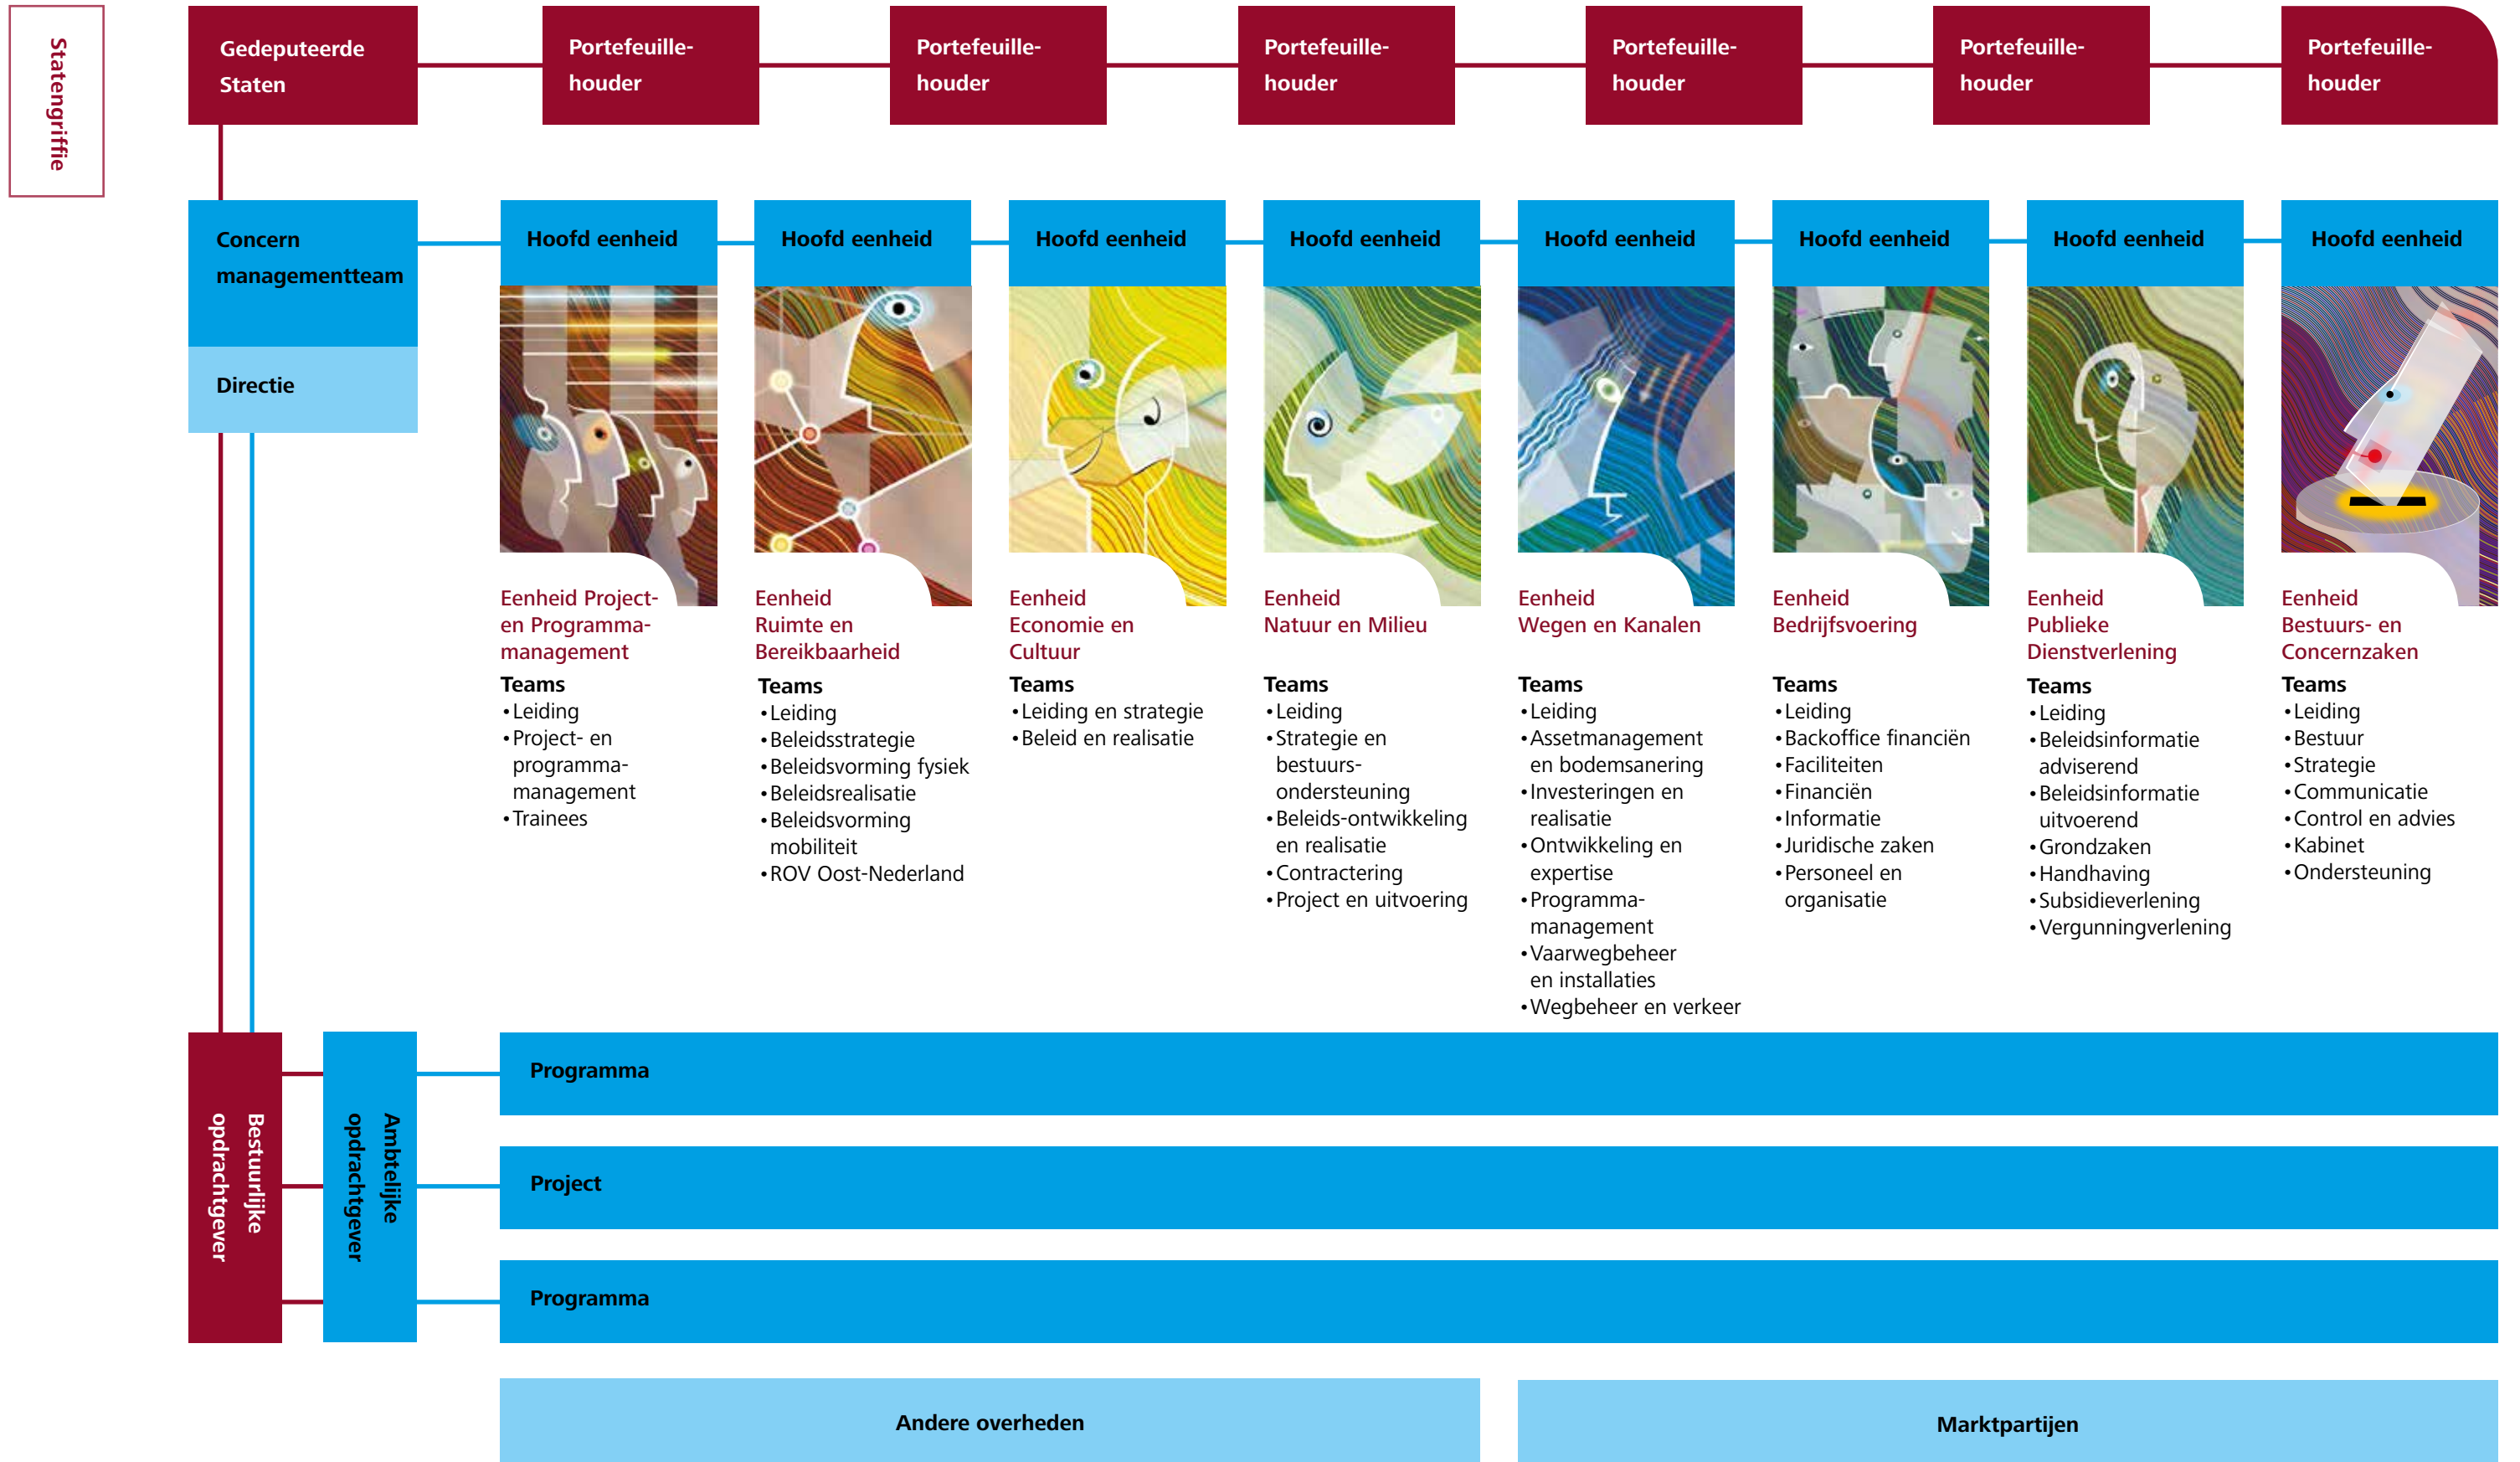 Statengriffie
Gedeputeerde
Staten
Portefeuille-
houder
Portefeuille-
houder
Portefeuille-
houder
Portefeuille-
houder
Portefeuille-
houder
Portefeuille-
houder
Concern
managementteam
Directie
Hoofd eenheid
Hoofd eenheid
Hoofd eenheid
Hoofd eenheid
Hoofd eenheid
Hoofd eenheid
Hoofd eenheid
Hoofd eenheid
Eenheid Project-
en Programma-
management
Teams
•Leiding
•Project- en
programma-
management
•Trainees
Eenheid
Ruimte en
Bereikbaarheid
Teams
•Leiding
•Beleidsstrategie
•Beleidsvorming fysiek
•Beleidsrealisatie
•Beleidsvorming
mobiliteit
•ROV Oost-Nederland
Eenheid
Economie en
Cultuur
Teams
•Leiding en strategie
•Beleid en realisatie
Eenheid
Natuur en Milieu
Teams
•Leiding
•Strategie en
bestuurs-
ondersteuning
•Beleids-ontwikkeling
en realisatie
•Contractering
•Project en uitvoering
Eenheid
Wegen en Kanalen
Teams
•Leiding
•Assetmanagement
en bodemsanering
•Investeringen en
realisatie
•Ontwikkeling en
expertise
•Programma-
management
•Vaarwegbeheer
en installaties
•Wegbeheer en verkeer
Eenheid
Bedrijfsvoering
Teams
•Leiding
•Backoffice financiën
•Faciliteiten
•Financiën
•Informatie
•Juridische zaken
•Personeel en
organisatie
Eenheid
Publieke
Dienstverlening
Teams
•Leiding
•Beleidsinformatie
adviserend
•Beleidsinformatie
uitvoerend
•Grondzaken
•Handhaving
•Subsidieverlening
•Vergunningverlening
Eenheid
Bestuurs- en
Concernzaken
Teams
•Leiding
•Bestuur
•Strategie
•Communicatie
•Control en advies
•Kabinet
•Ondersteuning
Bestuurlijke
opdrachtgever
Ambtelijke
opdrachtgever
Programma
Project
Programma
Andere overheden
Marktpartijen